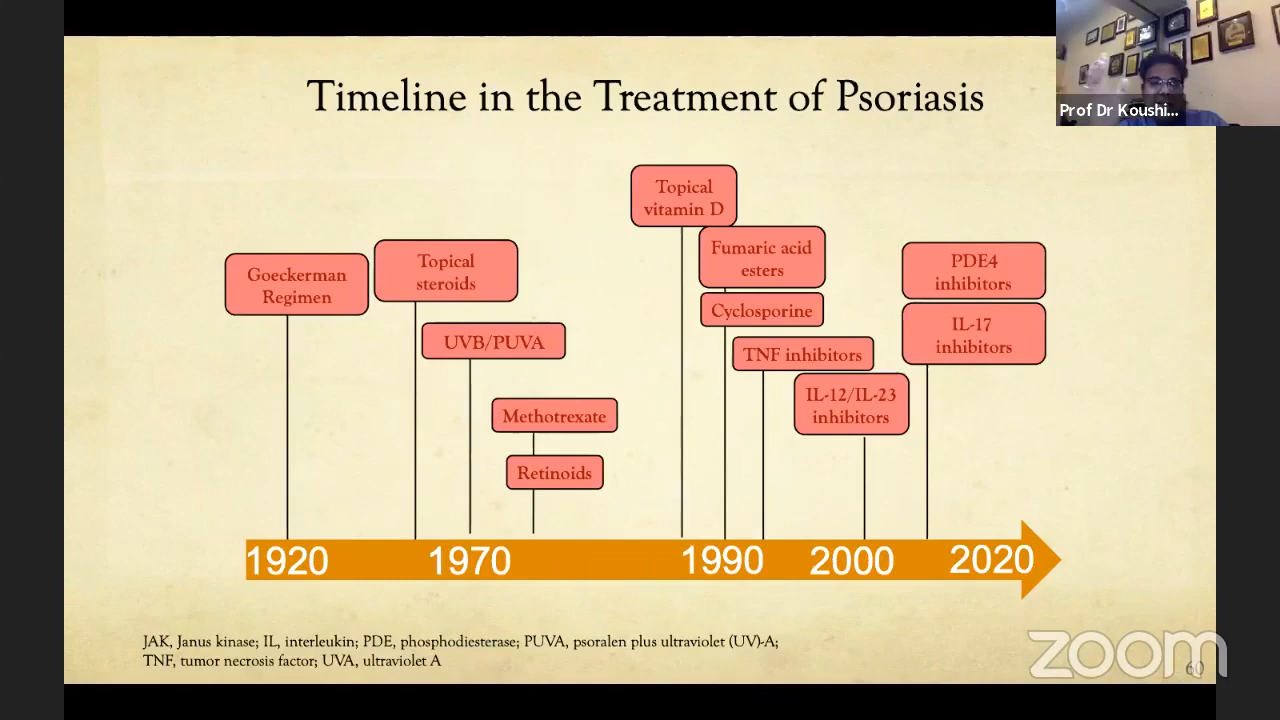 Timeline in the Treatment of Psoriasis
Prof Dr Koushi...
Topical
vitamin D
Goeckerman
Regimen
Topical
steroids
Fumaric acid
esters
PDE4
inhibitors
Cyclosporine
IL-17
inhibitors
UVB/PUVA
TNF inhibitors
IL-12/IL-23
inhibitors
Methotrexate
Retinoids
1920 1970 1990 2000 2020
JAK, Janus kinase; IL, interleukin; PDE, phosphodiesterase; PUVA, psoralen plus ultraviolet (UV)-A;
TNF, tumor necrosis factor; UVA, ultraviolet A
zoom
60